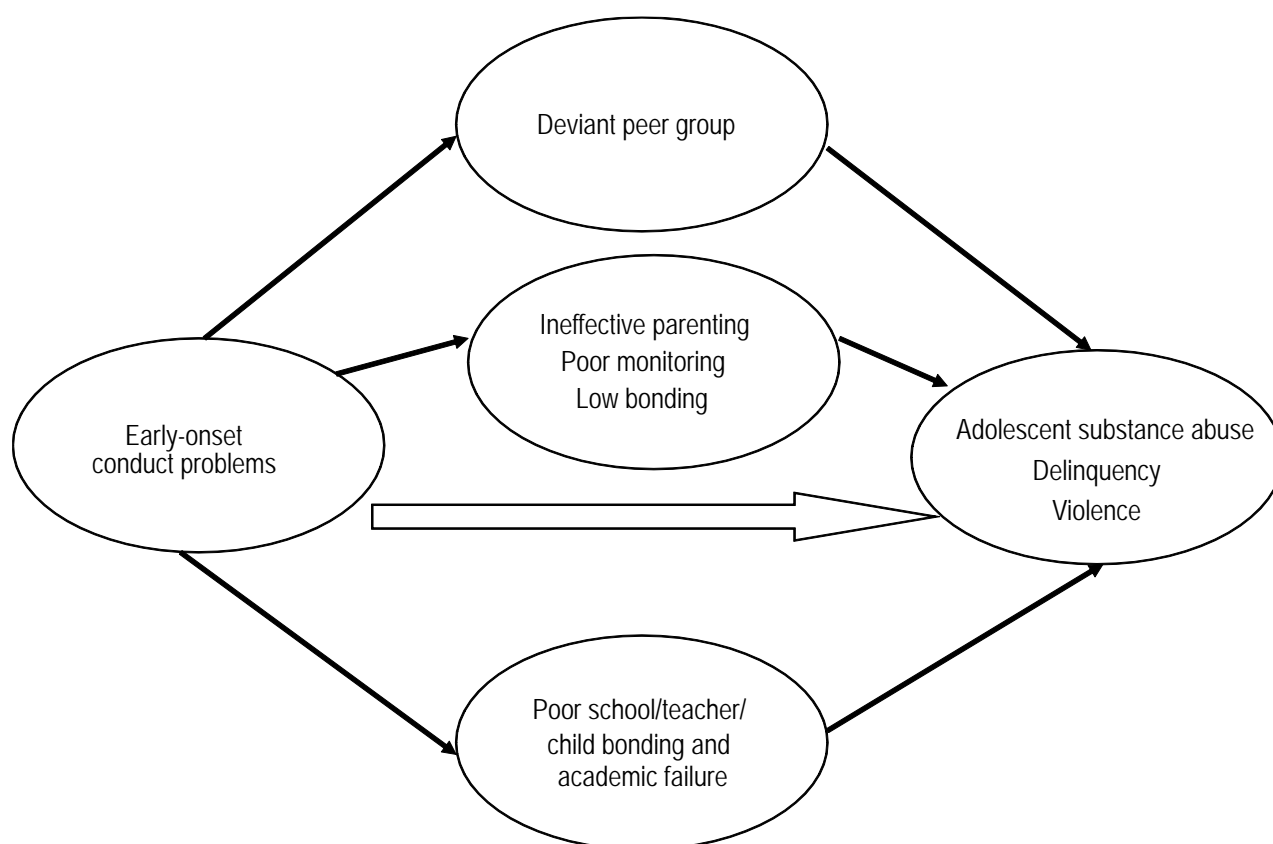 Deviant peer group
Ineffective parenting
Poor monitoring
Low bonding
Early-onset
conduct problems
Adolescent substance abuse
Delinquency
Violence
Poor school/teacher/
child bonding and
academic failure